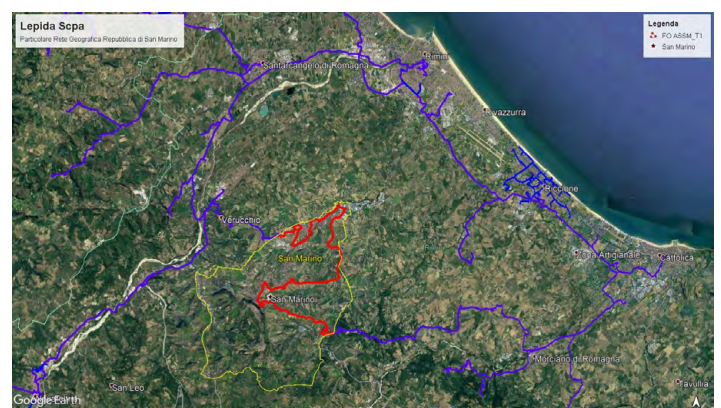 Lepida Scpa
Particolare Rete Geografica Repubblica di San Marino
Legenda
FO ASSM_T1
San Marino
Rimini
Santarcangelo di Romagna
Rivazzurra
Riccione
Verucchio
San Marino
Zona Artigianale
Cattolica
San Marino
Morciano di Romagna
San Leo
Tavullia
Google Earth